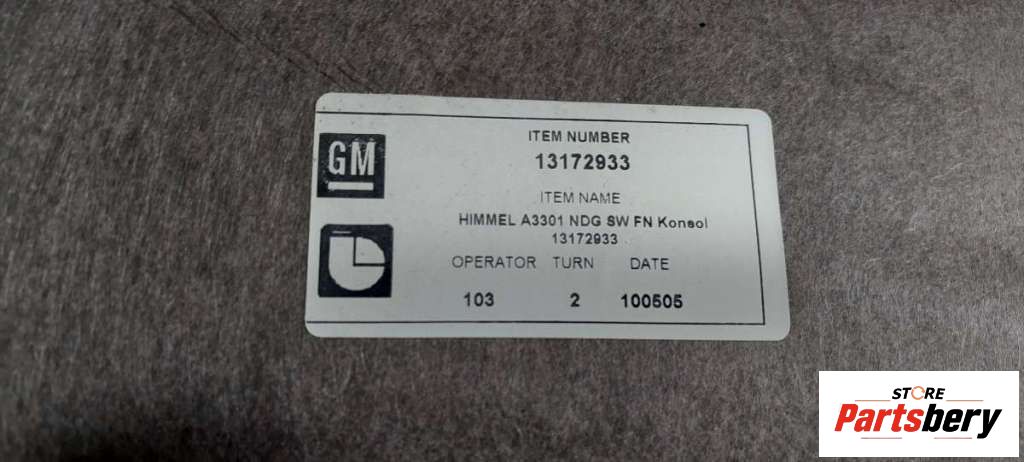 GM
ITEM NUMBER
13172933
ITEM NAME
HIMMEL A3301 NDG SW FN Konsol
13172933
OPERATOR TURN DATE
103 2 100505
STORE
Partsbery